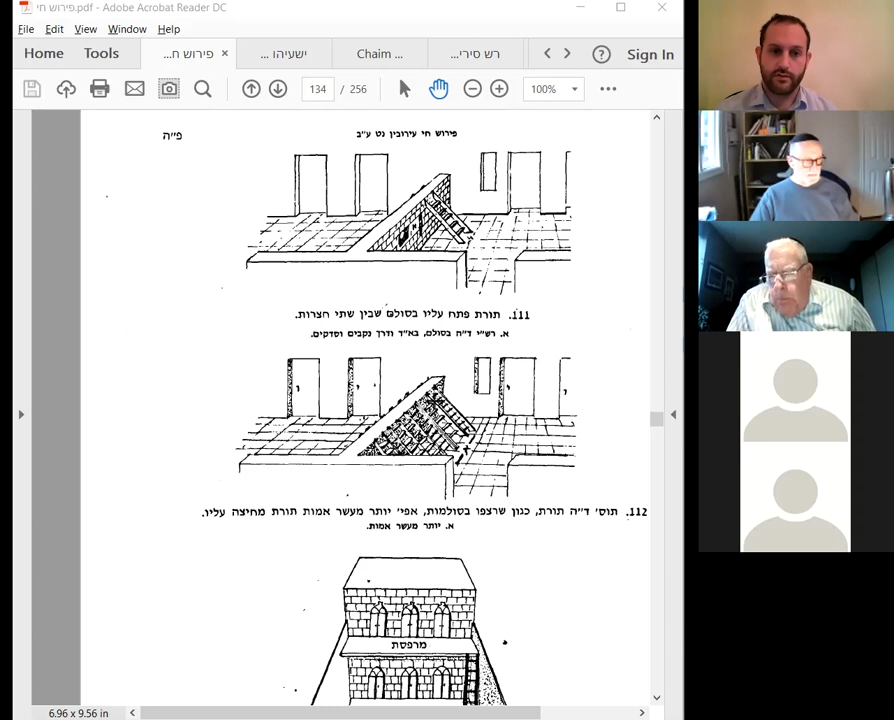 פירוש חי.pdf - Adobe Acrobat Reader DC
File Edit View Window Help
Home Tools פירוש ח... × ישעיהו ... Chaim ... רש סירי... Sign In
134 / 256 100%
פירוש חי עירובין נט ע"ב
פ"ה
111. תורת פתח עליו בסולם שבין שתי חצרות.
א. רש"י ד"ה בסולם, בא"ד ודרך נקבים וסדקים.
112. תוס' ד"ה תורת, כגון שרצפו בסולמות, אפי' יותר מעשר אמות תורת מחיצה עליו.
א. יותר מעשר אמות.
מרפסת
6.96 x 9.56 in